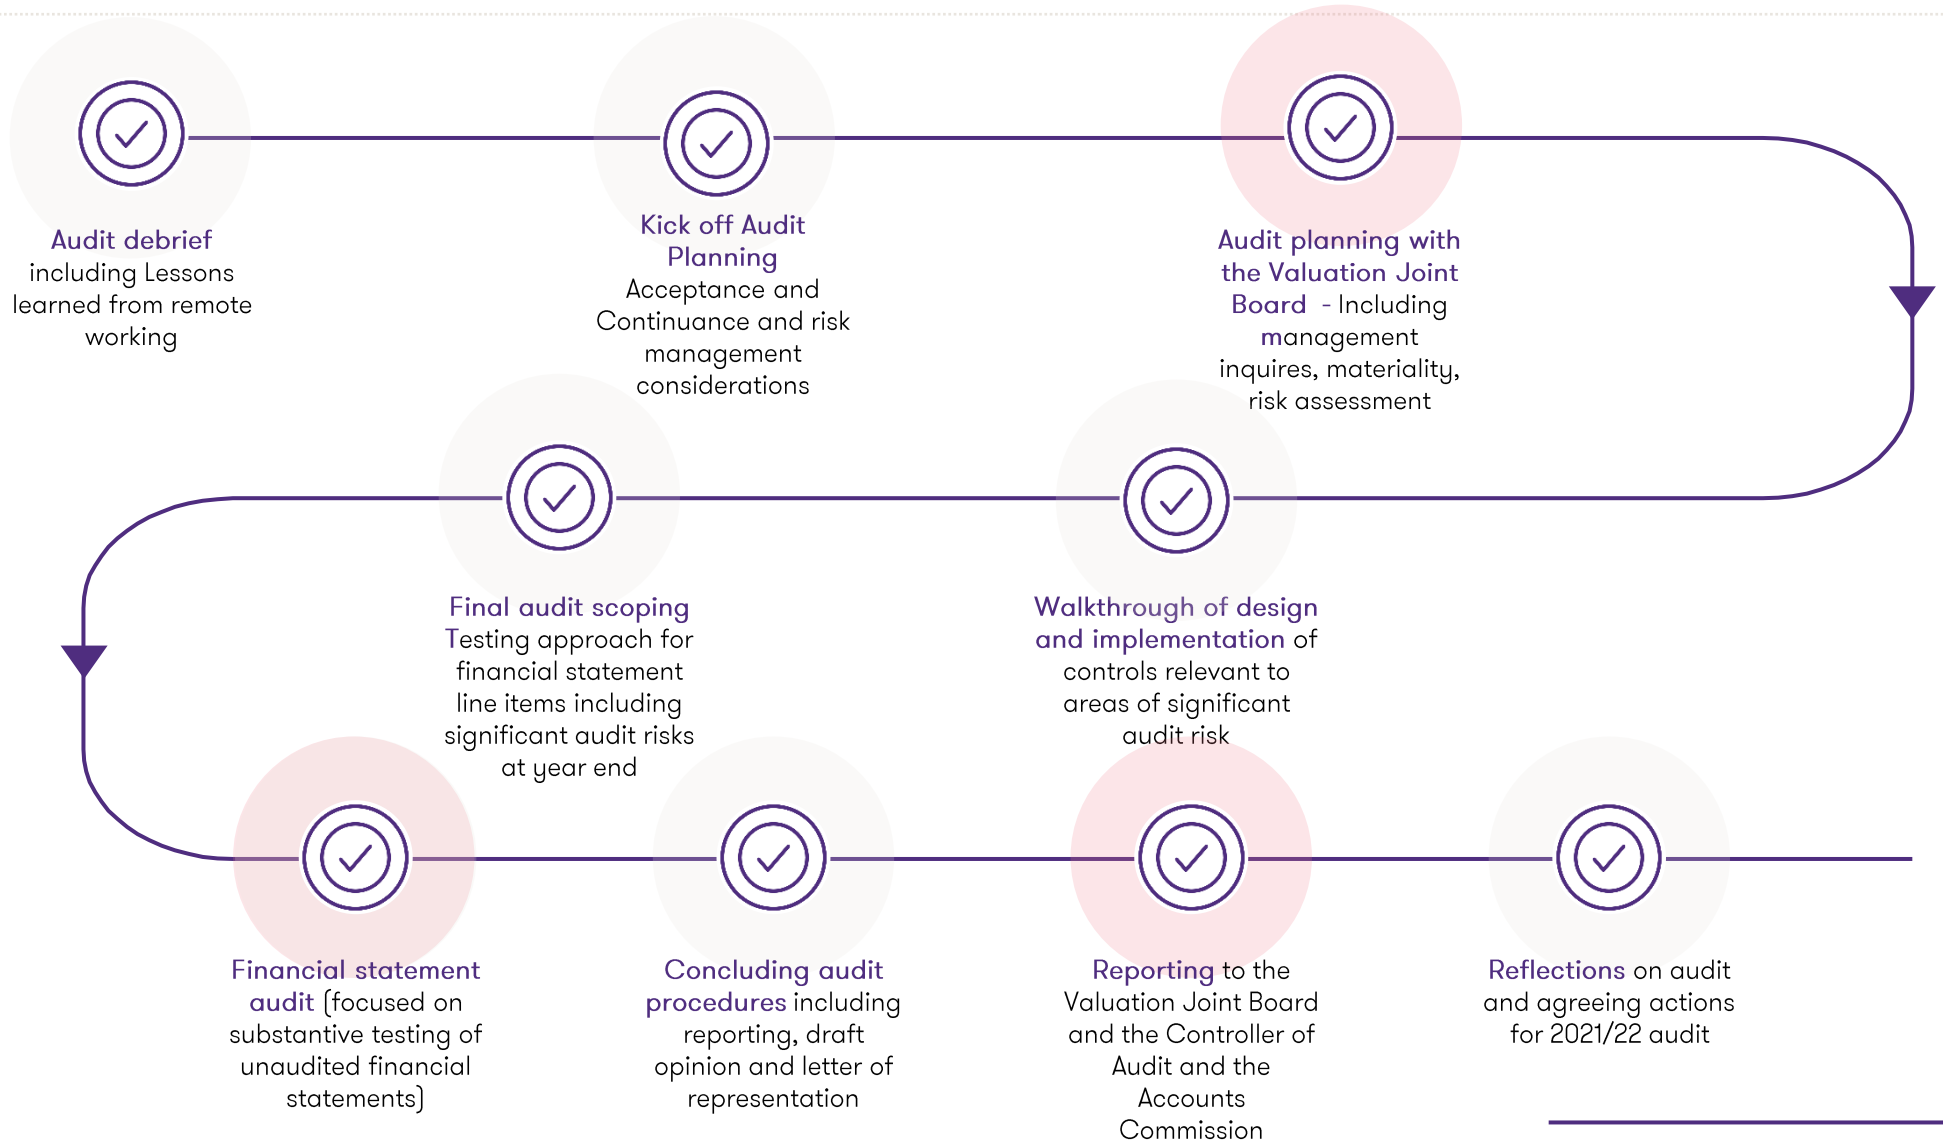 Audit debrief
including Lessons
learned from remote
working
Kick off Audit
Planning
Acceptance and
Continuance and risk
management
considerations
Audit planning with
the Valuation Joint
Board - Including
management
inquires, materiality,
risk assessment
Walkthrough of design
and implementation of
controls relevant to
areas of significant
audit risk
Final audit scoping
Testing approach for
financial statement
line items including
significant audit risks
at year end
Financial statement
audit (focused on
substantive testing of
unaudited financial
statements)
Concluding audit
procedures including
reporting, draft
opinion and letter of
representation
Reporting to the
Valuation Joint Board
and the Controller of
Audit and the
Accounts
Commission
Reflections on audit
and agreeing actions
for 2021/22 audit